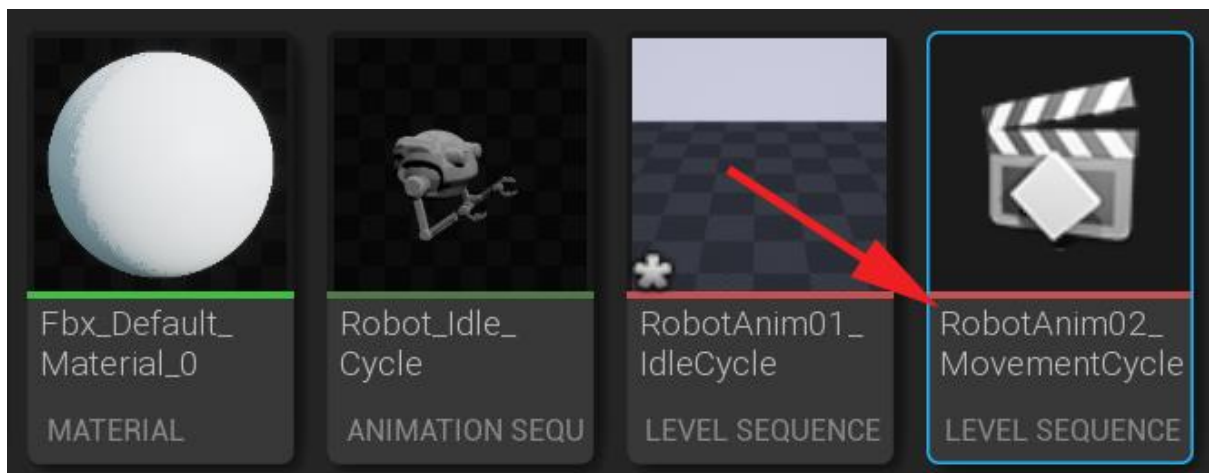 Fbx_Default_
Material_0
MATERIAL
Robot_Idle_
Cycle
ANIMATION SEQU
RobotAnim01_
IdleCycle
LEVEL SEQUENCE
RobotAnim02_
MovementCycle
LEVEL SEQUENCE